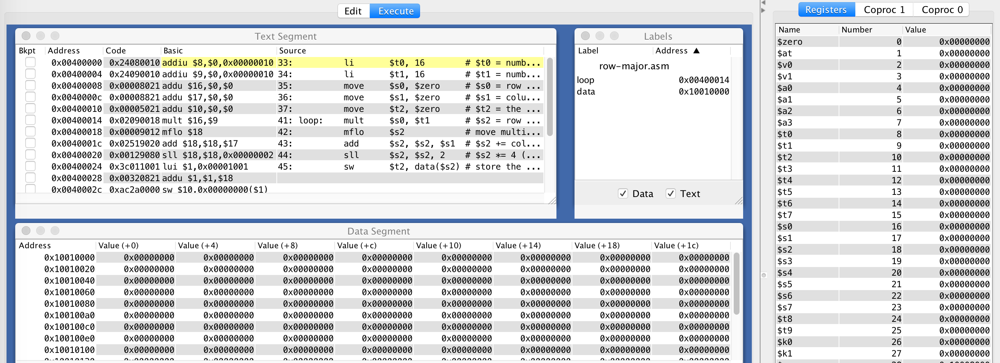 Edit Execute
Text Segment
Bkpt Address Code Basic Source
0x00400000 0x24080010 addiu $8,$0,0x00000010 33: li $t0, 16 # $t0 = numb...
0x00400004 0x24090010 addiu $9,$0,0x00000010 34: li $t1, 16 # $t1 = numb...
0x00400008 0x00008021 addu $16,$0,$0 35: move $s0, $zero # $s0 = row ...
0x0040000c 0x00008821 addu $17,$0,$0 36: move $s1, $zero # $s1 = colu...
0x00400010 0x00005021 addu $10,$0,$0 37: move $t2, $zero # $t2 = the ...
0x00400014 0x02090018 mult $16,$9 41: loop: mult $s0, $t1 # $s2 = row ...
0x00400018 0x00009012 mflo $18 42: mflo $s2 # move multi...
0x0040001c 0x02519020 add $18,$18,$17 43: add $s2, $s2, $s1 # $s2 += col...
0x00400020 0x00129080 sll $18,$18,0x00000002 44: sll $s2, $s2, 2 # $s2 *= 4 (...
0x00400024 0x3c011001 lui $1,0x00001001 45: sw $t2, data($s2) # store the ...
0x00400028 0x00320821 addu $1,$1,$18
0x0040002c 0xac2a0000 sw $10,0x00000000($1)
Labels
Label Address ▲
row-major.asm
loop 0x00400014
data 0x10010000
Data Text
Data Segment
Address Value (+0) Value (+4) Value (+8) Value (+c) Value (+10) Value (+14) Value (+18) Value (+1c)
0x10010000 0x00000000 0x00000000 0x00000000 0x00000000 0x00000000 0x00000000 0x00000000 0x00000000
0x10010020 0x00000000 0x00000000 0x00000000 0x00000000 0x00000000 0x00000000 0x00000000 0x00000000
0x10010040 0x00000000 0x00000000 0x00000000 0x00000000 0x00000000 0x00000000 0x00000000 0x00000000
0x10010060 0x00000000 0x00000000 0x00000000 0x00000000 0x00000000 0x00000000 0x00000000 0x00000000
0x10010080 0x00000000 0x00000000 0x00000000 0x00000000 0x00000000 0x00000000 0x00000000 0x00000000
0x100100a0 0x00000000 0x00000000 0x00000000 0x00000000 0x00000000 0x00000000 0x00000000 0x00000000
0x100100c0 0x00000000 0x00000000 0x00000000 0x00000000 0x00000000 0x00000000 0x00000000 0x00000000
0x100100e0 0x00000000 0x00000000 0x00000000 0x00000000 0x00000000 0x00000000 0x00000000 0x00000000
0x10010100 0x00000000 0x00000000 0x00000000 0x00000000 0x00000000 0x00000000 0x00000000 0x00000000
Registers Coproc 1 Coproc 0
Name Number Value
$zero 0 0x00000000
$at 1 0x00000000
$v0 2 0x00000000
$v1 3 0x00000000
$a0 4 0x00000000
$a1 5 0x00000000
$a2 6 0x00000000
$a3 7 0x00000000
$t0 8 0x00000000
$t1 9 0x00000000
$t2 10 0x00000000
$t3 11 0x00000000
$t4 12 0x00000000
$t5 13 0x00000000
$t6 14 0x00000000
$t7 15 0x00000000
$s0 16 0x00000000
$s1 17 0x00000000
$s2 18 0x00000000
$s3 19 0x00000000
$s4 20 0x00000000
$s5 21 0x00000000
$s6 22 0x00000000
$s7 23 0x00000000
$t8 24 0x00000000
$t9 25 0x00000000
$k0 26 0x00000000
$k1 27 0x00000000